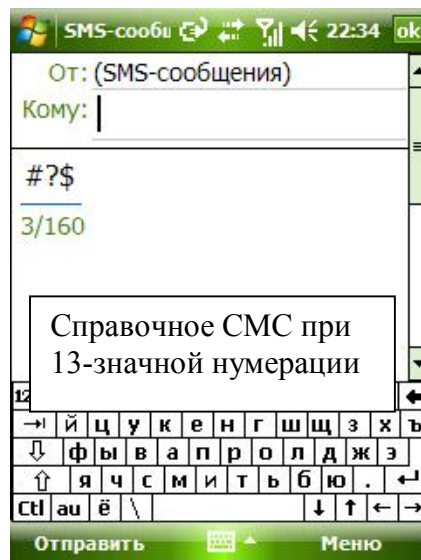 SMS-сооби 22:34 ok
От: (SMS-сообщения)
Кому:
#?$
3/160
Справочное СМС при
13-значной нумерации
й ц у к е н г ш щ з х ъ
ф ы в а п р о л д ж э
я ч с м и т ь б ю .
Ctl au ё \
Отправить Меню